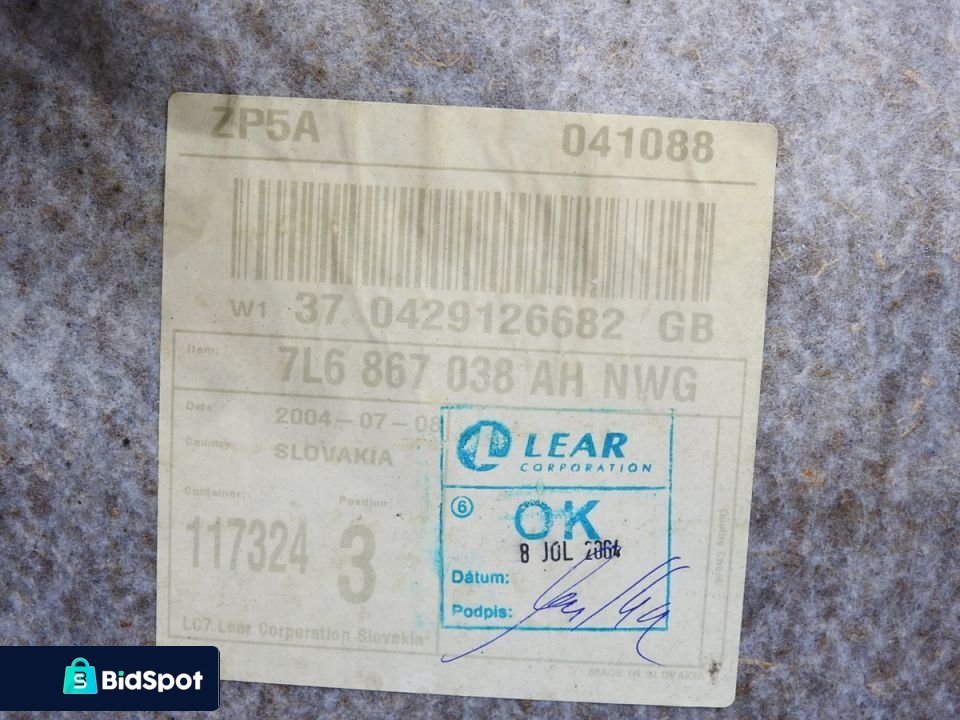 ZP5A 041088
W1 37 0429126682 GB
Item:
7L6 867 038 AH NWG
Date:
2004-07-08
Country:
SLOVAKIA
Container:
Position:
117324 3
LC7 Lear Corporation Slovakia
Quality Check
MADE IN SLOVAKIA
LEAR
CORPORATION
6
OK
8 JÚL 2004
Dátum:
Podpis:
BidSpot